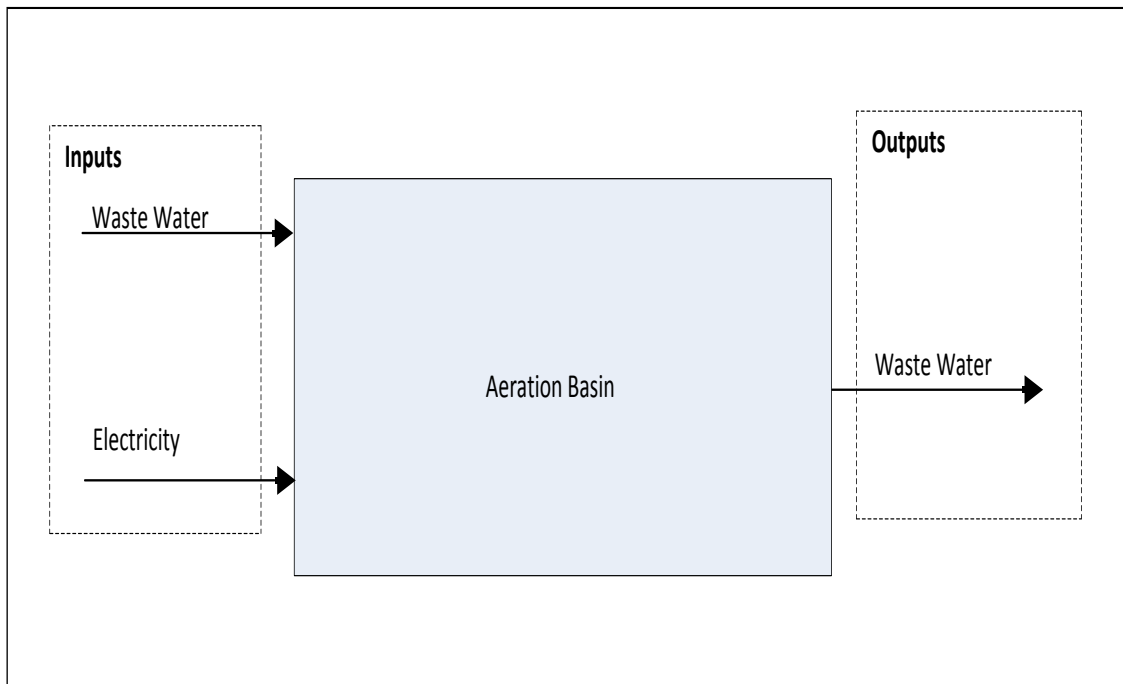 Inputs
Waste Water
Electricity
Aeration Basin
Outputs
Waste Water